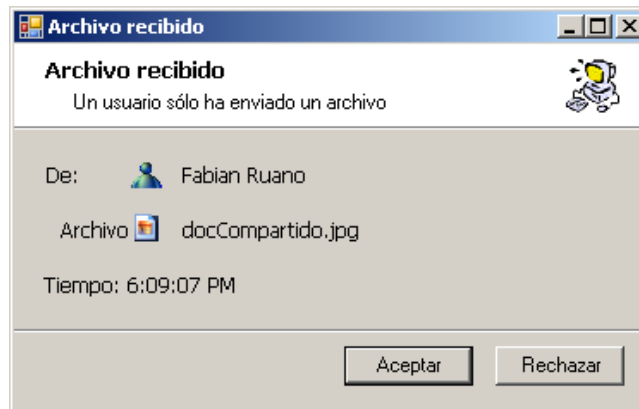 Archivo recibido
Archivo recibido
Un usuario sólo ha enviado un archivo
De: Fabian Ruano
Archivo docCompartido.jpg
Tiempo: 6:09:07 PM
Aceptar Rechazar